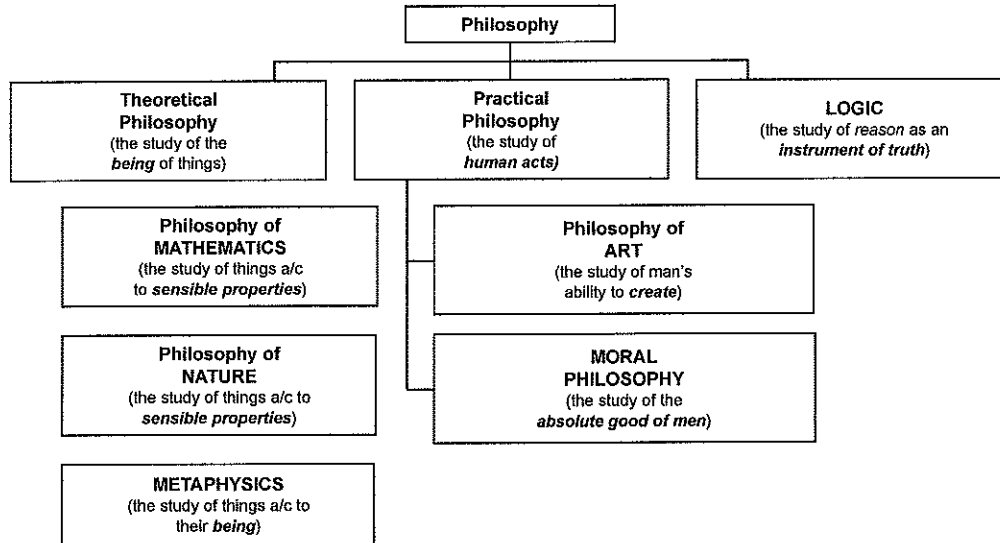 Philosophy
Theoretical
Philosophy
(the study of the
being of things)
Practical
Philosophy
(the study of
human acts)
LOGIC
(the study of reason as an
instrument of truth)
Philosophy of
MATHEMATICS
(the study of things a/c
to sensible properties)
Philosophy of
NATURE
(the study of things a/c to
sensible properties)
METAPHYSICS
(the study of things a/c to
their being)
Philosophy of
ART
(the study of man's
ability to create)
MORAL
PHILOSOPHY
(the study of the
absolute good of men)